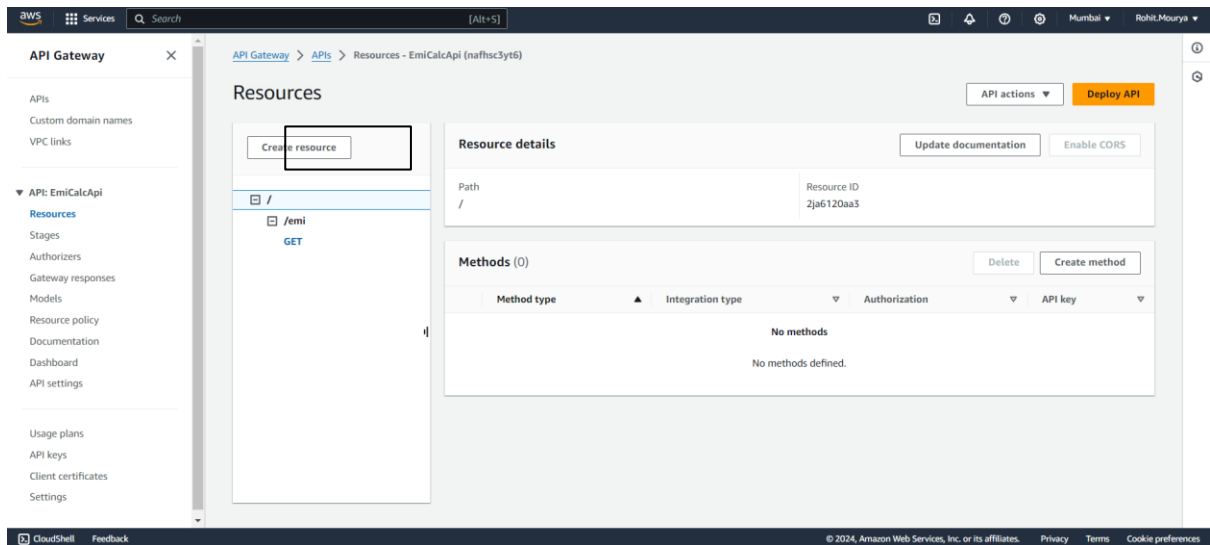 aws Services Search [Alt+S] Mumbai Rohit.Mourya
API Gateway
APIs
Custom domain names
VPC links
API: EmiCalcApi
Resources
Stages
Authorizers
Gateway responses
Models
Resource policy
Documentation
Dashboard
API settings
Usage plans
API keys
Client certificates
Settings
API Gateway > APIs > Resources - EmiCalcApi (nafhsc3yt6)
Resources
API actions Deploy API
Create resource
/
/emi
GET
Resource details
Update documentation Enable CORS
Path Resource ID
/ 2ja6120aa3
Methods (0)
Delete Create method
Method type Integration type Authorization API key
No methods
No methods defined.
CloudShell Feedback © 2024, Amazon Web Services, Inc. or its affiliates. Privacy Terms Cookie preferences